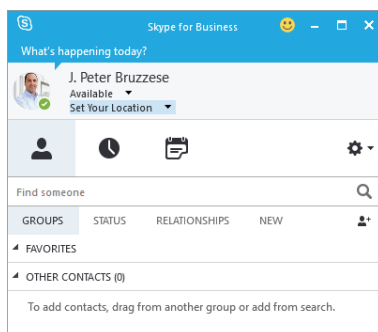 Skype for Business
What's happening today?
J. Peter Bruzzese
Available
Set Your Location
Find someone
GROUPS STATUS RELATIONSHIPS NEW
FAVORITES
OTHER CONTACTS (0)
To add contacts, drag from another group or add from search.